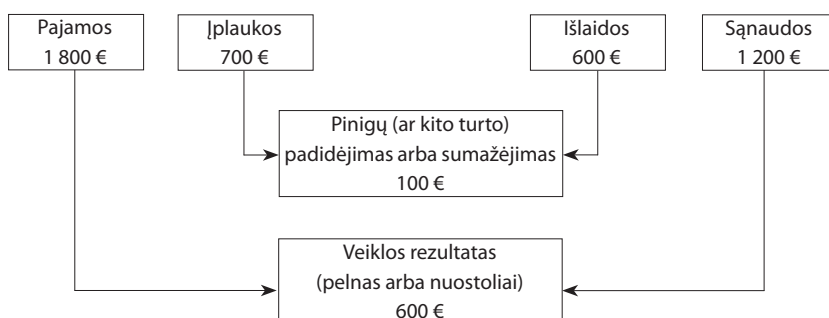 Pajamos
1 800 €
Įplaukos
700 €
Išlaidos
600 €
Sąnaudos
1 200 €
Pinigų (ar kito turto)
padidėjimas arba sumažėjimas
100 €
Veiklos rezultatas
(pelnas arba nuostoliai)
600 €